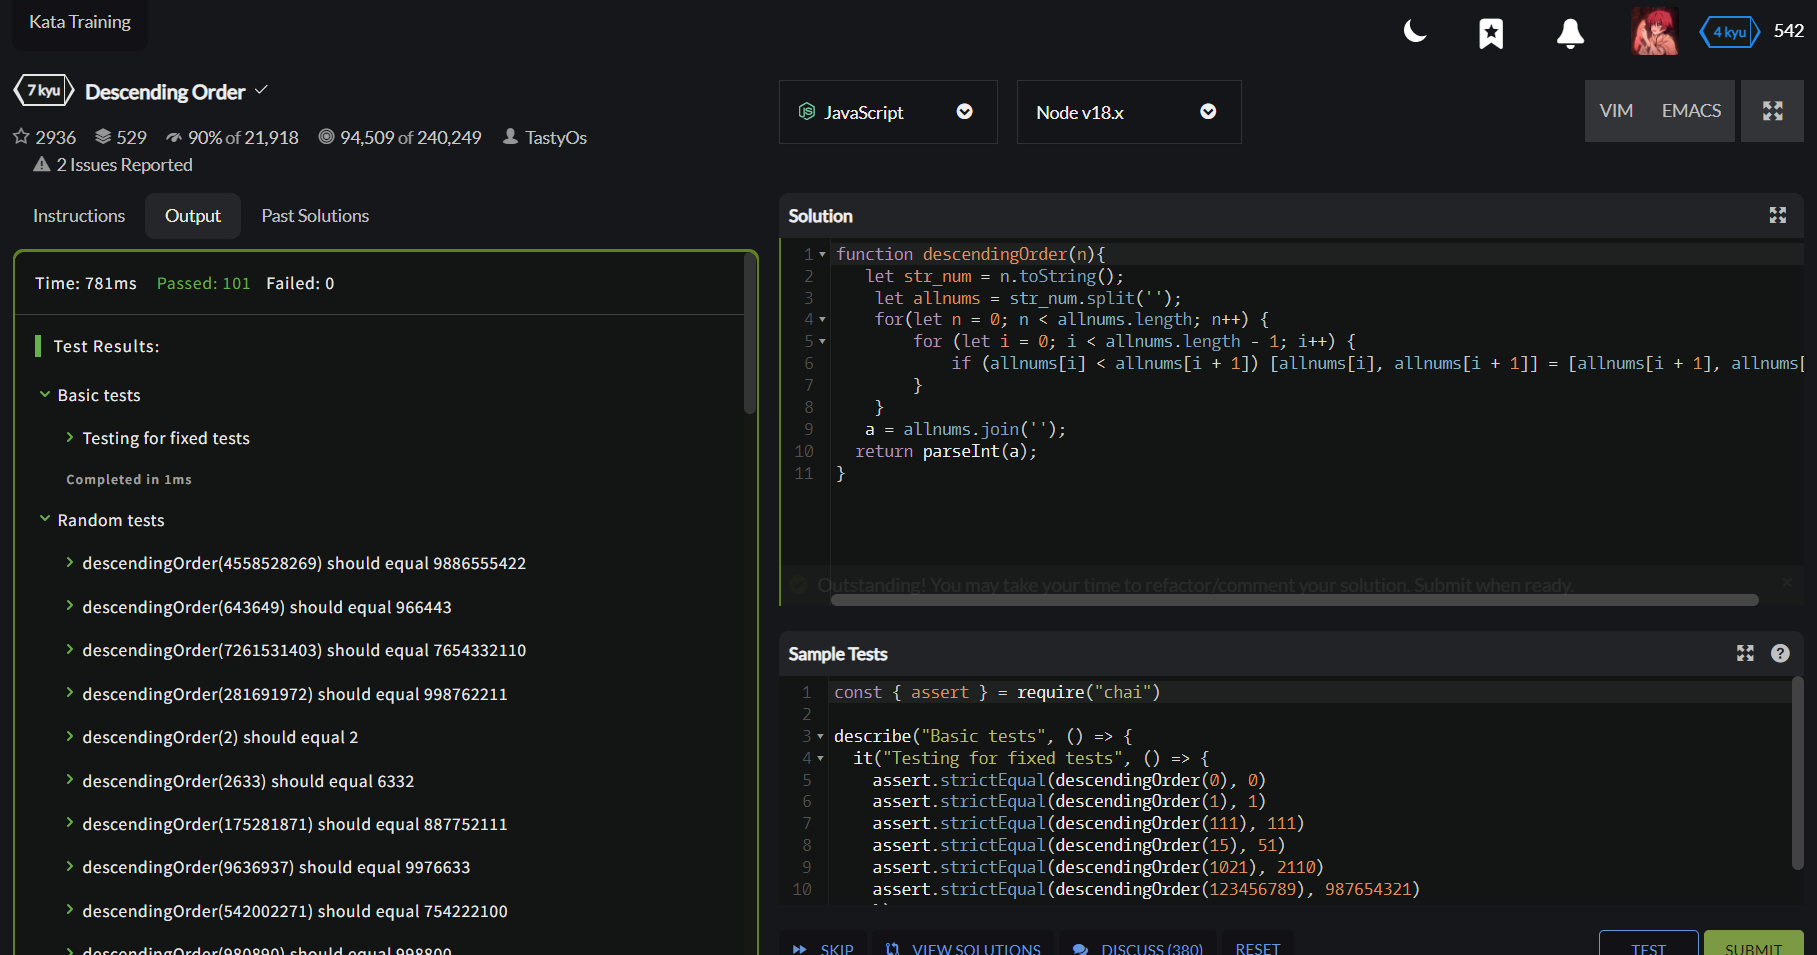 Kata Training
4 kyu 542
7 kyu Descending Order
2936 529 90% of 21,918 94,509 of 240,249 TastyOs
2 Issues Reported
Instructions Output Past Solutions
Time: 781ms Passed: 101 Failed: 0
Test Results:
Basic tests
Testing for fixed tests
Completed in 1ms
Random tests
descendingOrder(4558528269) should equal 9886555422
descendingOrder(643649) should equal 966443
descendingOrder(7261531403) should equal 7654332110
descendingOrder(281691972) should equal 998762211
descendingOrder(2) should equal 2
descendingOrder(2633) should equal 6332
descendingOrder(175281871) should equal 887752111
descendingOrder(9636937) should equal 9976633
descendingOrder(542002271) should equal 754222100
descendingOrder(980890) should equal 998800
JS JavaScript Node v18.x VIM EMACS
Solution
1 function descendingOrder(n){
2 let str_num = n.toString();
3 let allnums = str_num.split('');
4 for(let n = 0; n < allnums.length; n++) {
5 for (let i = 0; i < allnums.length - 1; i++) {
6 if (allnums[i] < allnums[i + 1]) [allnums[i], allnums[i + 1]] = [allnums[i + 1], allnums[
7 }
8 }
9 a = allnums.join('');
10 return parseInt(a);
11 }
Outstanding! You may take your time to refactor/comment your solution. Submit when ready.
Sample Tests ?
1 const { assert } = require("chai")
2
3 describe("Basic tests", () => {
4 it("Testing for fixed tests", () => {
5 assert.strictEqual(descendingOrder(0), 0)
6 assert.strictEqual(descendingOrder(1), 1)
7 assert.strictEqual(descendingOrder(111), 111)
8 assert.strictEqual(descendingOrder(15), 51)
9 assert.strictEqual(descendingOrder(1021), 2110)
10 assert.strictEqual(descendingOrder(123456789), 987654321)
SKIP VIEW SOLUTIONS DISCUSS (380) RESET TEST SUBMIT